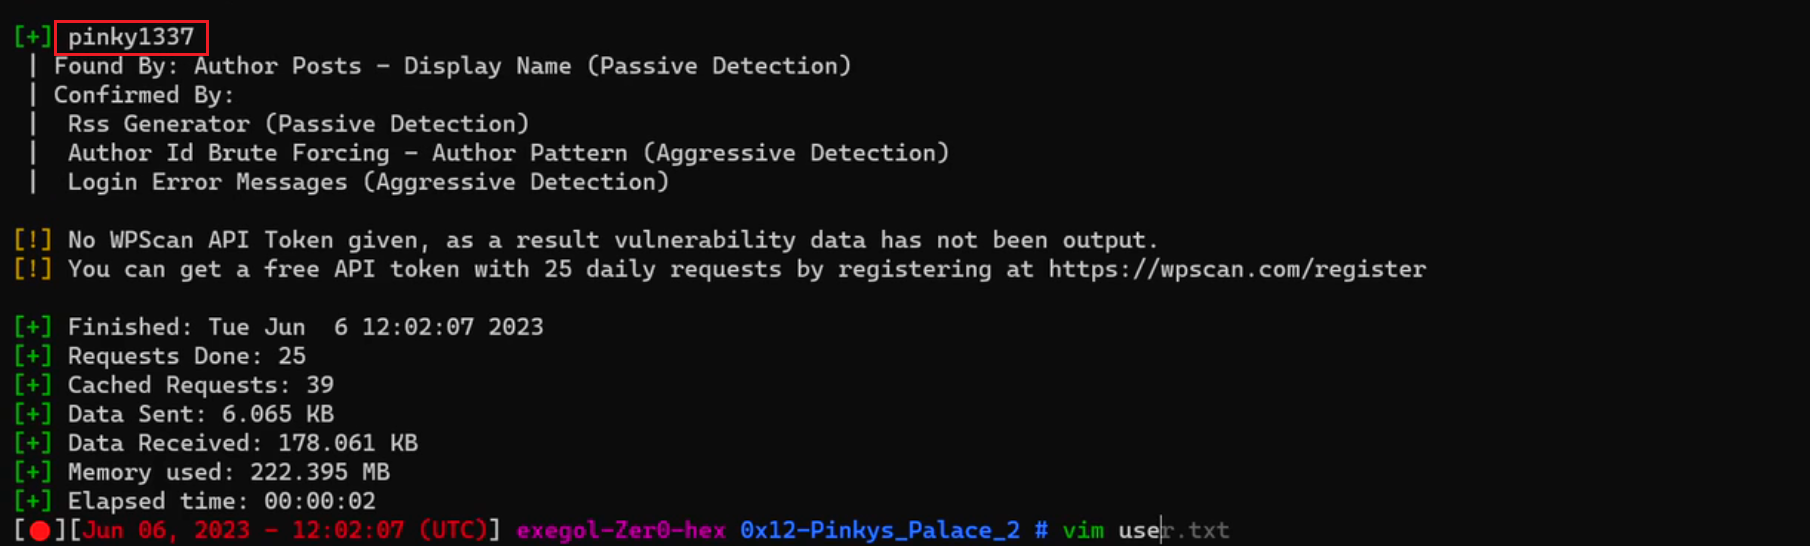 [+] pinky1337
 | Found By: Author Posts - Display Name (Passive Detection)
 | Confirmed By:
 |  Rss Generator (Passive Detection)
 |  Author Id Brute Forcing - Author Pattern (Aggressive Detection)
 |  Login Error Messages (Aggressive Detection)
[!] No WPScan API Token given, as a result vulnerability data has not been output.
[!] You can get a free API token with 25 daily requests by registering at https://wpscan.com/register
[+] Finished: Tue Jun  6 12:02:07 2023
[+] Requests Done: 25
[+] Cached Requests: 39
[+] Data Sent: 6.065 KB
[+] Data Received: 178.061 KB
[+] Memory used: 222.395 MB
[+] Elapsed time: 00:00:02
[🔴][Jun 06, 2023 - 12:02:07 (UTC)] exegol-Zer0-hex 0x12-Pinkys_Palace_2 # vim user.txt